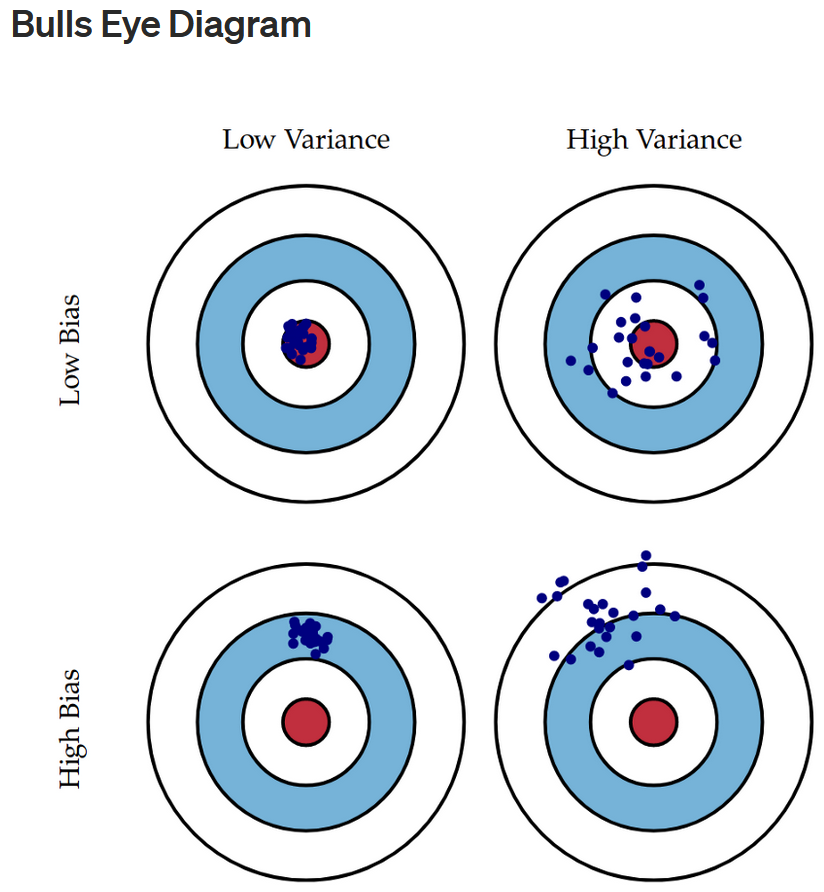 Bulls Eye Diagram
Low Variance
High Variance
Low Bias
High Bias